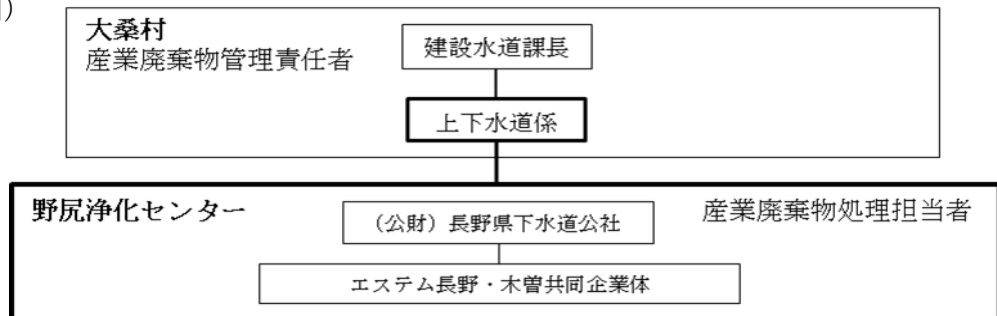 大桑村
産業廃棄物管理責任者
建設水道課長
上下水道係
野尻浄化センター
産業廃棄物処理担当者
（公財）長野県下水道公社
エステム長野・木曽共同企業体